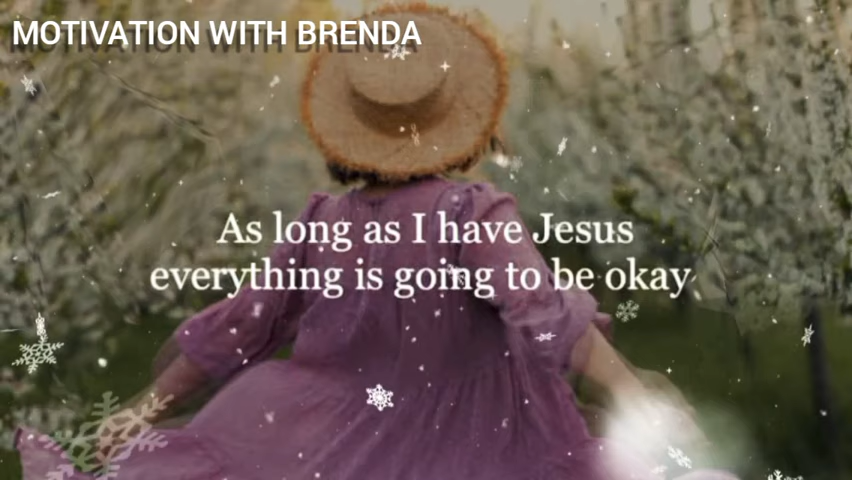 MOTIVATION WITH BRENDA
As long as I have Jesus
everything is going to be okay